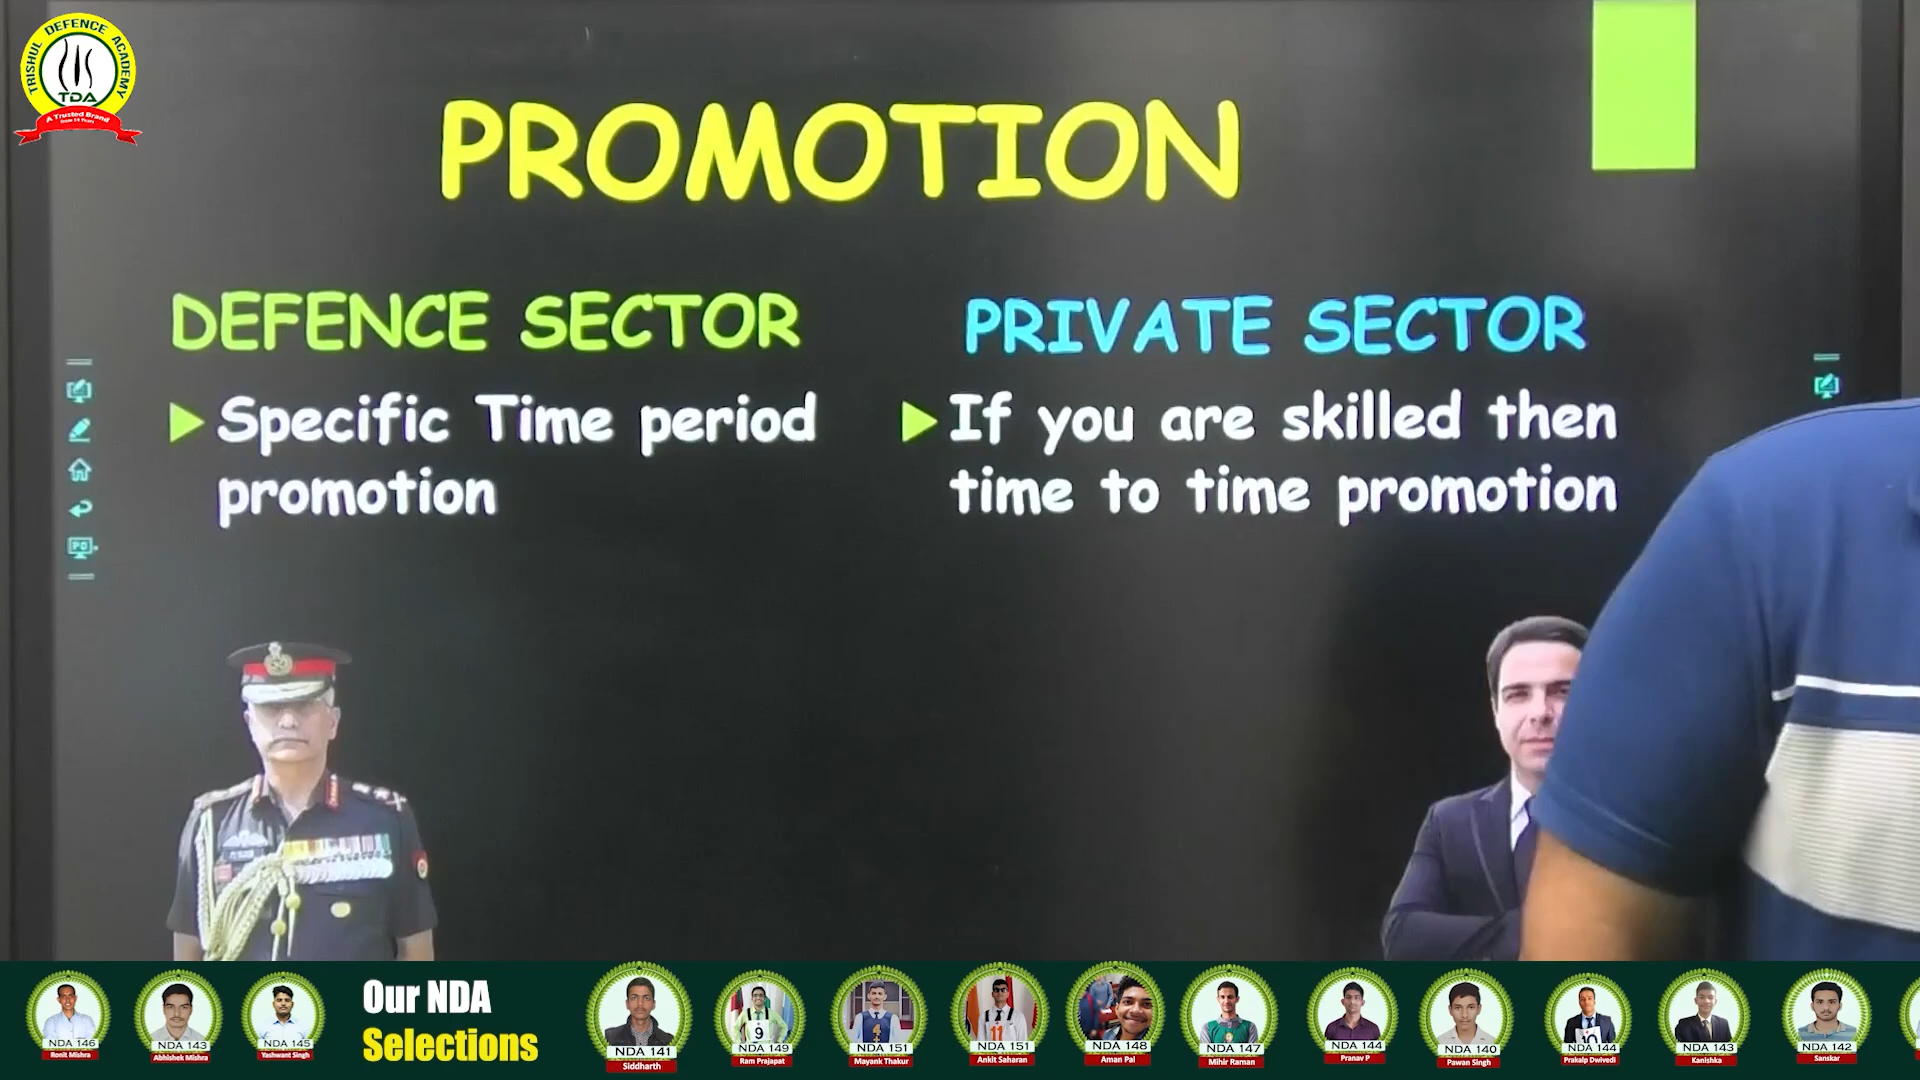 TRISHUL DEFENCE ACADEMY
TDA
A Trusted Brand
PROMOTION
DEFENCE SECTOR
Specific Time period
promotion
PRIVATE SECTOR
If you are skilled then
time to time promotion
Our NDA
Selections
NDA 146
Ronit Mishra
NDA 143
Abhishek Mishra
NDA 145
Yashwant Singh
NDA 141
Siddharth
9
NDA 149
Ram Prajapat
NDA 151
Mayank Thakur
11
NDA 151
Ankit Saharan
NDA 148
Aman Pal
NDA 147
Mihir Raman
NDA 144
Pranav P
NDA 140
Pawan Singh
NDA 144
Prakalp Dwivedi
NDA 143
Kanishka
NDA 142
Sanskar